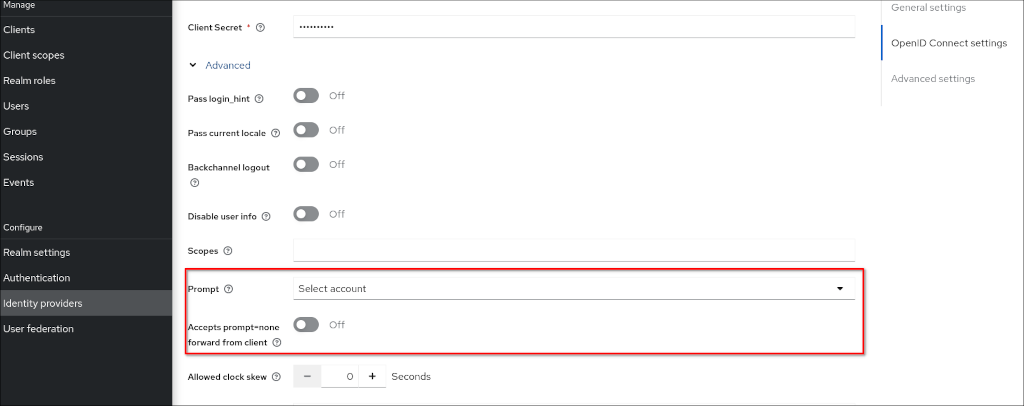 Manage
Clients
Client scopes
Realm roles
Users
Groups
Sessions
Events
Configure
Realm settings
Authentication
Identity providers
User federation
Client Secret *
••••••••••
Advanced
Pass login_hint
Off
Pass current locale
Off
Backchannel logout
Off
Disable user info
Off
Scopes
Prompt
Select account
Accepts prompt=none
forward from client
Off
Allowed clock skew
− 0 + Seconds
General settings
OpenID Connect settings
Advanced settings